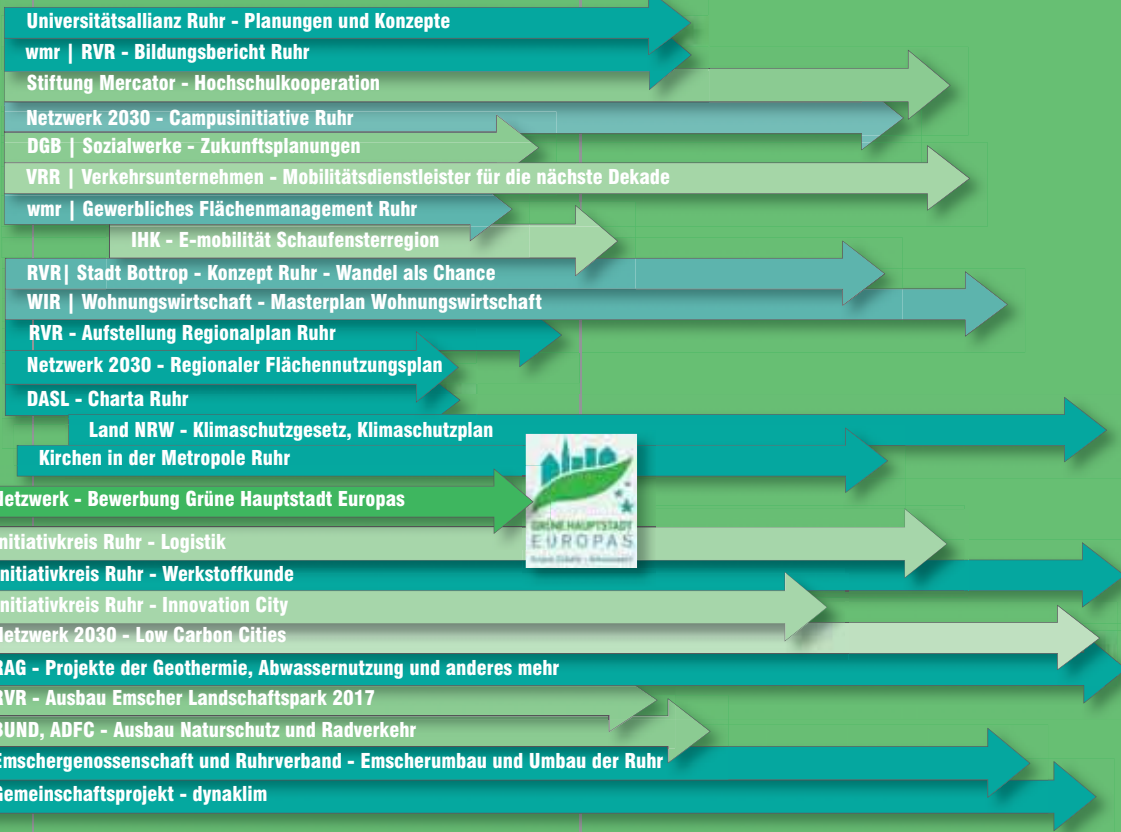 Universitätsallianz Ruhr - Planungen und Konzepte
wmr | RVR - Bildungsbericht Ruhr
Stiftung Mercator - Hochschulkooperation
Netzwerk 2030 - Campusinitiative Ruhr
DGB | Sozialwerke - Zukunftsplanungen
VRR | Verkehrsunternehmen - Mobilitätsdienstleister für die nächste Dekade
wmr | Gewerbliches Flächenmanagement Ruhr
IHK - E-mobilität Schaufensterregion
RVR| Stadt Bottrop - Konzept Ruhr - Wandel als Chance
WIR | Wohnungswirtschaft - Masterplan Wohnungswirtschaft
RVR - Aufstellung Regionalplan Ruhr
Netzwerk 2030 - Regionaler Flächennutzungsplan
DASL - Charta Ruhr
Land NRW - Klimaschutzgesetz, Klimaschutzplan
Kirchen in der Metropole Ruhr
Netzwerk - Bewerbung Grüne Hauptstadt Europas
GRÜNE HAUPTSTADT
EUROPAS
Initiativkreis Ruhr - Logistik
Initiativkreis Ruhr - Werkstoffkunde
Initiativkreis Ruhr - Innovation City
Netzwerk 2030 - Low Carbon Cities
RAG - Projekte der Geothermie, Abwassernutzung und anderes mehr
RVR - Ausbau Emscher Landschaftspark 2017
BUND, ADFC - Ausbau Naturschutz und Radverkehr
Emschergenossenschaft und Ruhrverband - Emscherumbau und Umbau der Ruhr
Gemeinschaftsprojekt - dynaklim